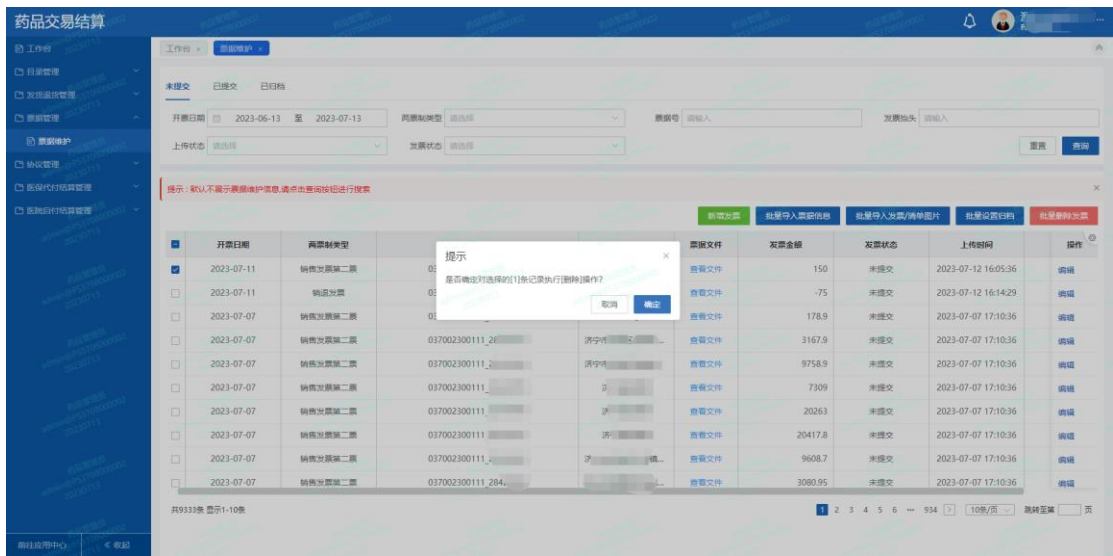 药品交易结算
工作台
目录管理
发货退货管理
票据管理
票据维护
协议管理
医保代付结算管理
医院自付结算管理
前往应用中心 《 收起
工作台 × 票据维护 ×
未提交 已提交 已归档
开票日期 2023-06-13 至 2023-07-13 两票制类型 请选择 票据号 请输入 发票抬头 请输入
上传状态 请选择 发票状态 请选择 重置 查询
提示：默认不展示票据维护信息,请点击查询按钮进行搜索 ×
新增发票 批量导入票据信息 批量导入发票/清单图片 批量设置归档 批量删除发票
开票日期 两票制类型 票据文件 发票金额 发票状态 上传时间 操作
2023-07-11 销售发票第二票 03 查看文件 150 未提交 2023-07-12 16:05:36 编辑
2023-07-11 销退发票 03 查看文件 -75 未提交 2023-07-12 16:14:29 编辑
2023-07-07 销售发票第二票 查看文件 178.9 未提交 2023-07-07 17:10:36 编辑
2023-07-07 销售发票第二票 037002300111_28 济宁市 查看文件 3167.9 未提交 2023-07-07 17:10:36 编辑
2023-07-07 销售发票第二票 037002300111_ 济宁市 查看文件 9758.9 未提交 2023-07-07 17:10:36 编辑
2023-07-07 销售发票第二票 037002300111_ 查看文件 7309 未提交 2023-07-07 17:10:36 编辑
2023-07-07 销售发票第二票 037002300111_ 查看文件 20263 未提交 2023-07-07 17:10:36 编辑
2023-07-07 销售发票第二票 037002300111 济 查看文件 20417.8 未提交 2023-07-07 17:10:36 编辑
2023-07-07 销售发票第二票 037002300111_ 镇... 查看文件 9608.7 未提交 2023-07-07 17:10:36 编辑
2023-07-07 销售发票第二票 037002300111_284. 查看文件 3080.95 未提交 2023-07-07 17:10:36 编辑
提示 ×
是否确定对选择的[1]条记录执行[删除]操作?
取消 确定
共9333条 显示1-10条 1 2 3 4 5 6 ··· 934 > 10条/页 跳转至第 页